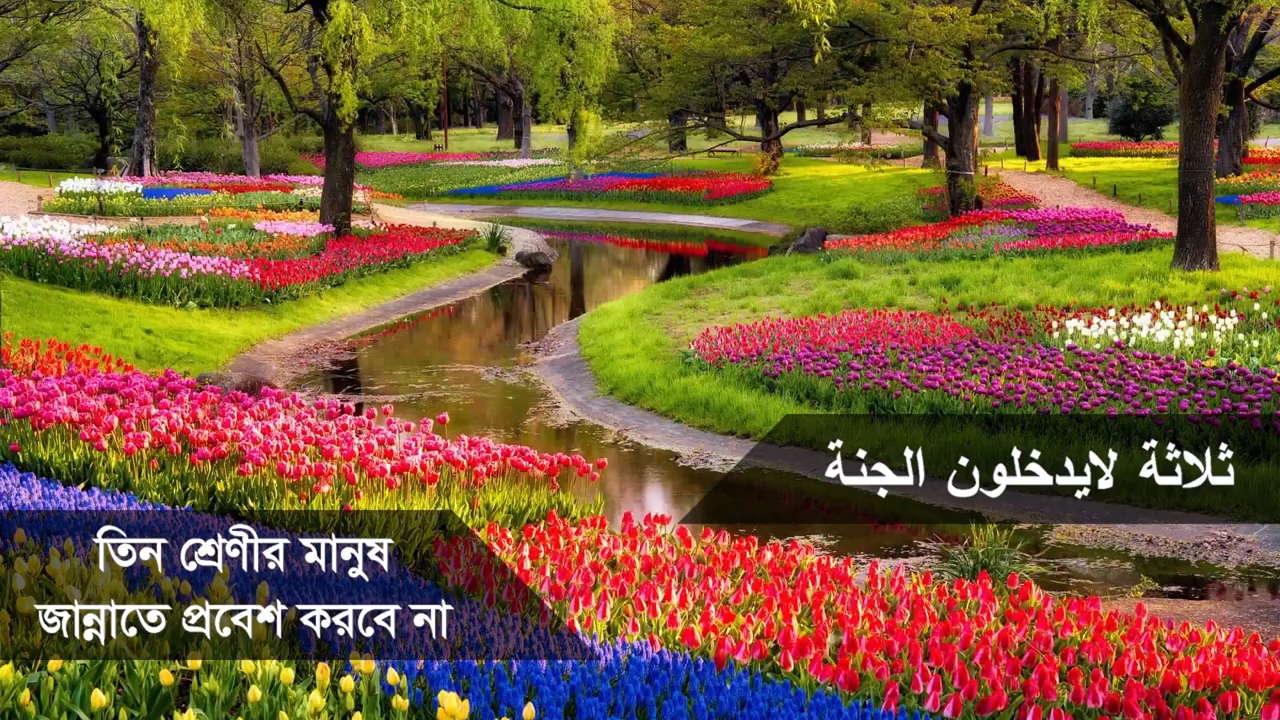 ثلاثة لايدخلون الجنة
তিন শ্রেণীর মানুষ
জান্নাতে প্রবেশ করবে না